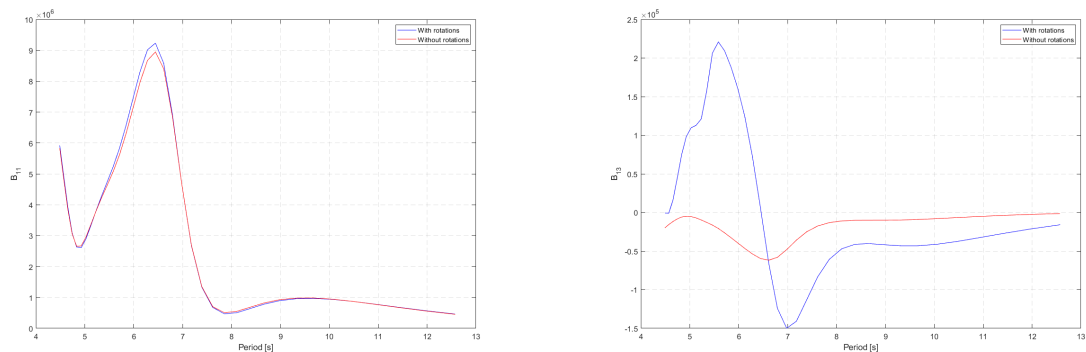 ×10⁶
10
9
8
7
6
5
4
3
2
1
0
B₁₁
4 5 6 7 8 9 10 11 12 13
Period [s]
With rotations
Without rotations
×10⁵
2.5
2
1.5
1
0.5
0
-0.5
-1
-1.5
B₁₃
4 5 6 7 8 9 10 11 12 13
Period [s]
With rotations
Without rotations